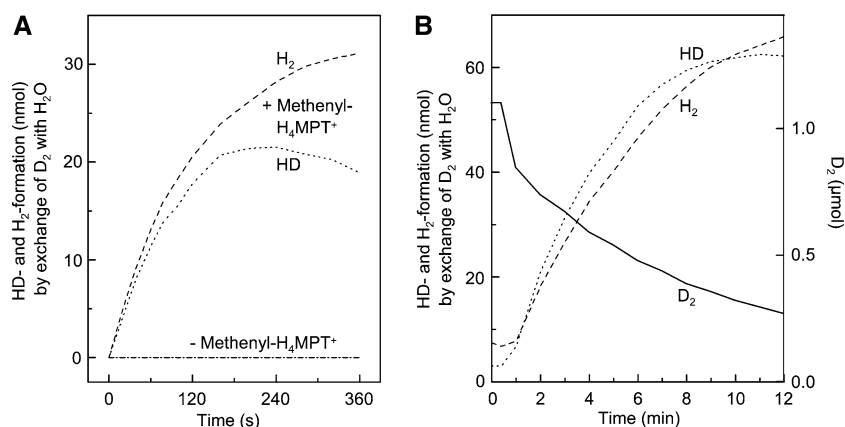 A
HD- and H₂-formation (nmol)
by exchange of D₂ with H₂O
30
20
10
0
H₂
+ Methenyl-
H₄MPT⁺
HD
- Methenyl-H₄MPT⁺
0 120 240 360
Time (s)
B
HD- and H₂-formation (nmol)
by exchange of D₂ with H₂O
60
40
20
0
HD
H₂
D₂
1.0
0.5
0.0
D₂ (μmol)
0 2 4 6 8 10 12
Time (min)